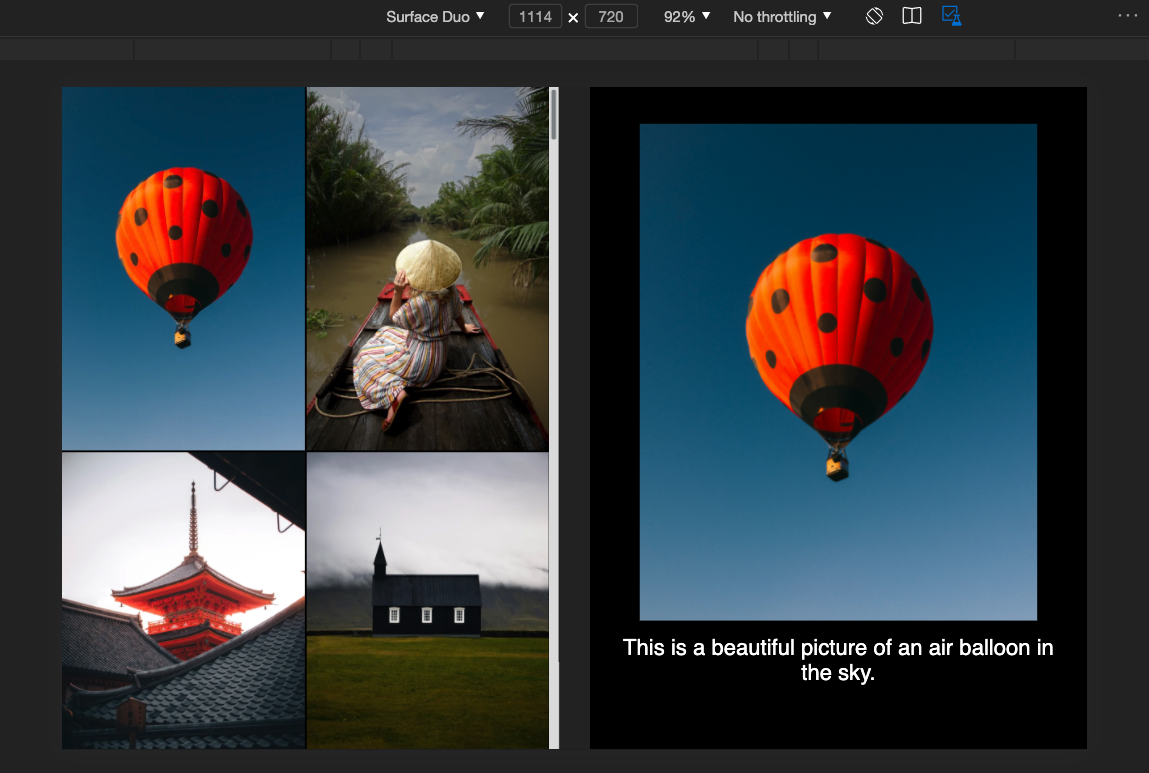 Surface Duo 1114 × 720 92% No throttling
This is a beautiful picture of an air balloon in
the sky.